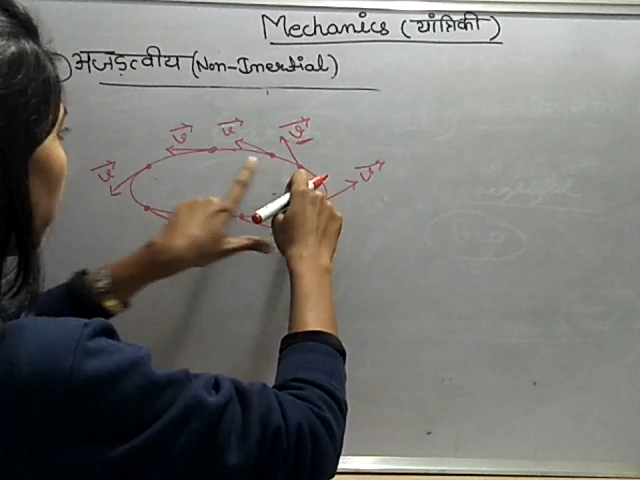 Mechanics (यांत्रिकी)
) अजड़त्वीय (Non-Inertial)
v⃗ v⃗ v⃗
v⃗ v⃗